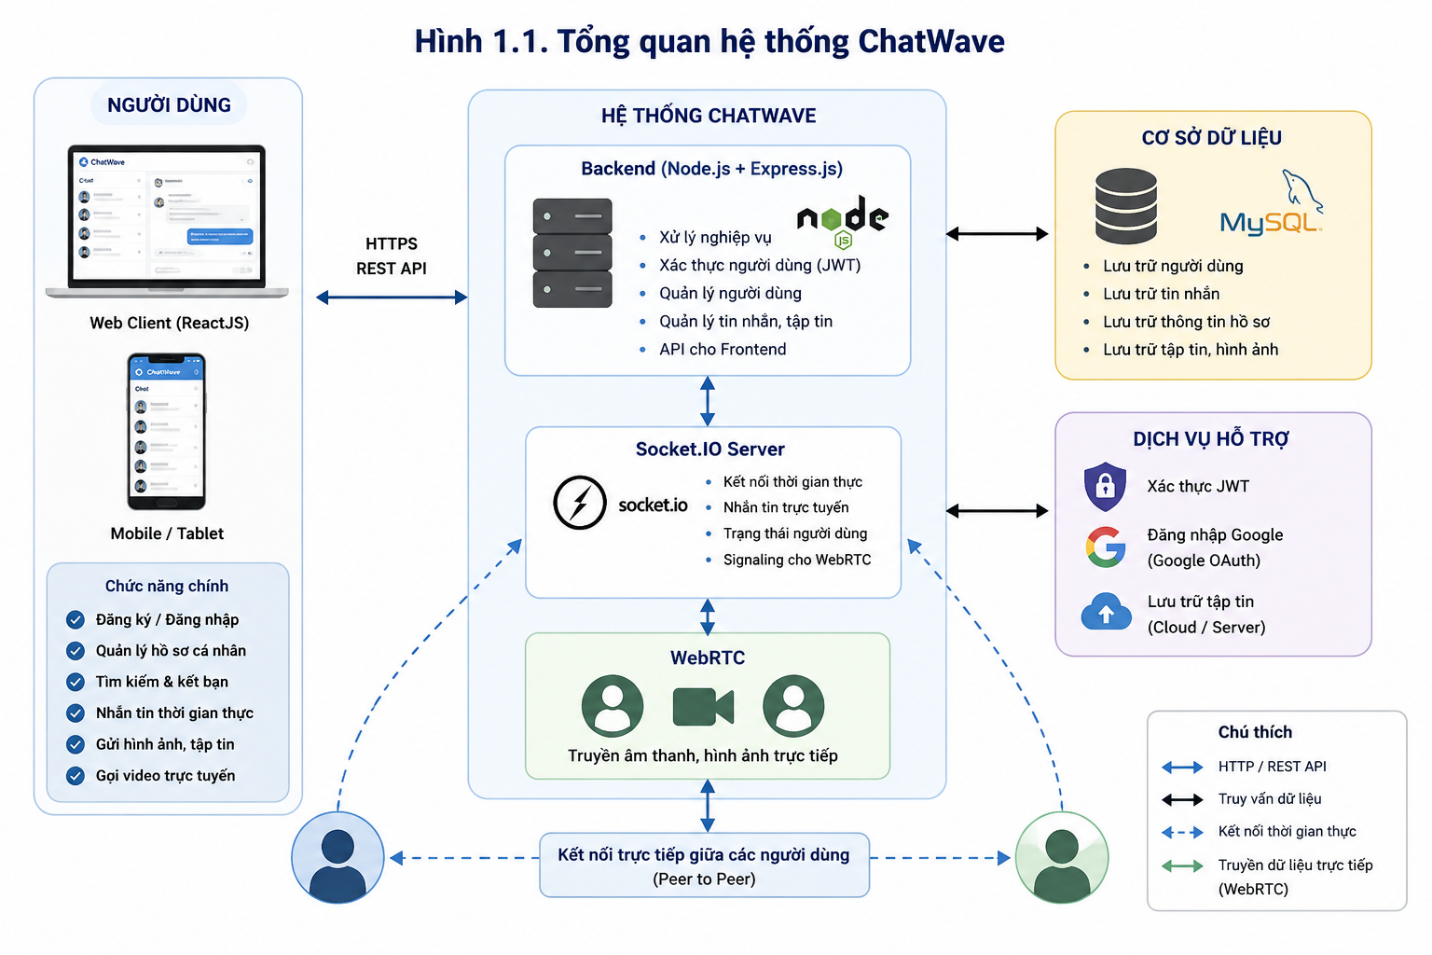 Hình 1.1. Tổng quan hệ thống ChatWave
NGƯỜI DÙNG
ChatWave
Chat
Web Client (ReactJS)
ChatWave
Chat
Mobile / Tablet
Chức năng chính
Đăng ký / Đăng nhập
Quản lý hồ sơ cá nhân
Tìm kiếm & kết bạn
Nhắn tin thời gian thực
Gửi hình ảnh, tập tin
Gọi video trực tuyến
HTTPS
REST API
HỆ THỐNG CHATWAVE
Backend (Node.js + Express.js)
node
JS
• Xử lý nghiệp vụ
• Xác thực người dùng (JWT)
• Quản lý người dùng
• Quản lý tin nhắn, tập tin
• API cho Frontend
Socket.IO Server
socket.io
• Kết nối thời gian thực
• Nhắn tin trực tuyến
• Trạng thái người dùng
• Signaling cho WebRTC
WebRTC
Truyền âm thanh, hình ảnh trực tiếp
Kết nối trực tiếp giữa các người dùng
(Peer to Peer)
CƠ SỞ DỮ LIỆU
MySQL
• Lưu trữ người dùng
• Lưu trữ tin nhắn
• Lưu trữ thông tin hồ sơ
• Lưu trữ tập tin, hình ảnh
DỊCH VỤ HỖ TRỢ
Xác thực JWT
Đăng nhập Google
(Google OAuth)
Lưu trữ tập tin
(Cloud / Server)
Chú thích
HTTP / REST API
Truy vấn dữ liệu
Kết nối thời gian thực
Truyền dữ liệu trực tiếp
(WebRTC)